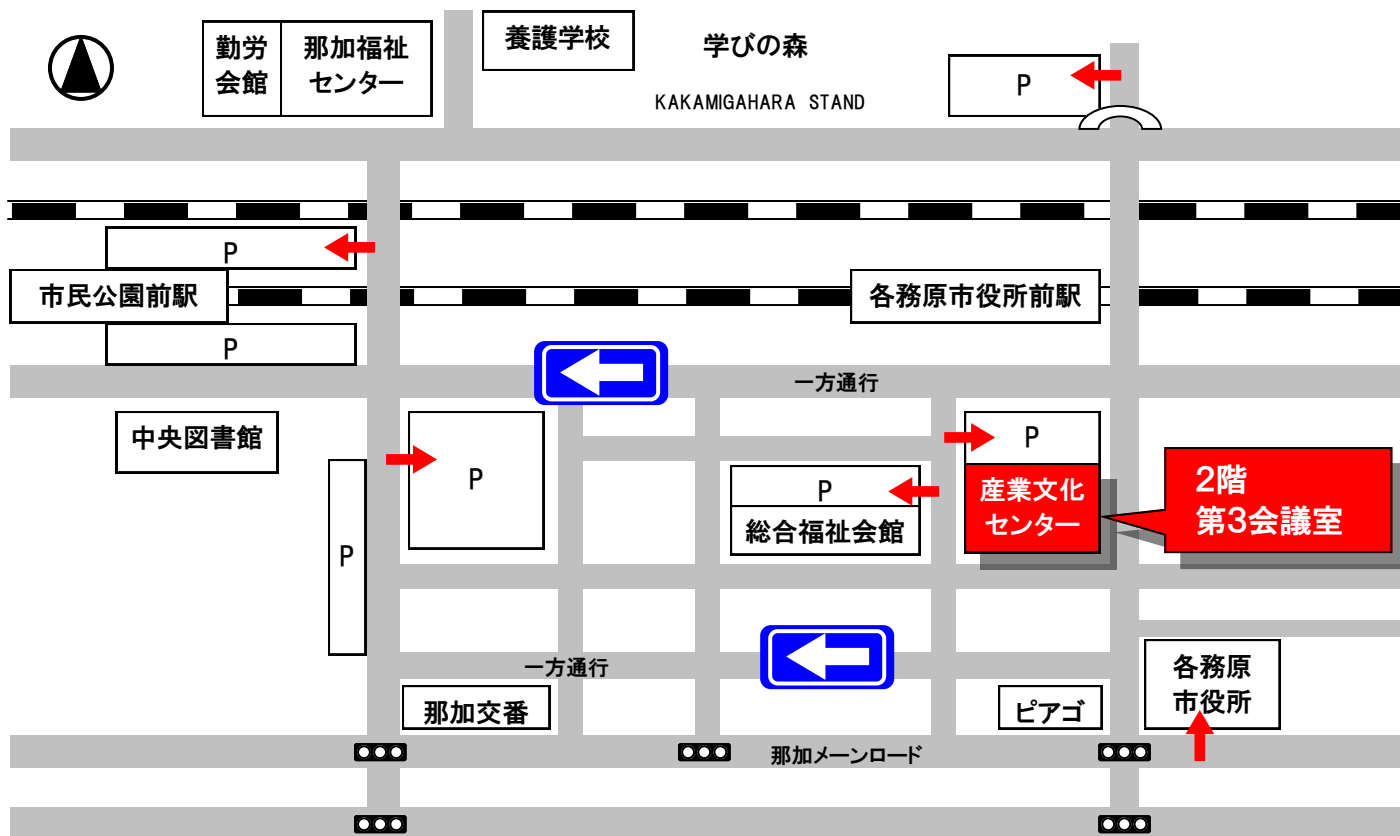 勤労
会館
那加福祉
センター
養護学校
学びの森
KAKAMIGAHARA STAND
P
P
市民公園前駅
各務原市役所前駅
P
一方通行
中央図書館
P
P
産業文化
センター
2階
第3会議室
P
総合福祉会館
P
一方通行
各務原
市役所
那加交番
ピアゴ
那加メーンロード